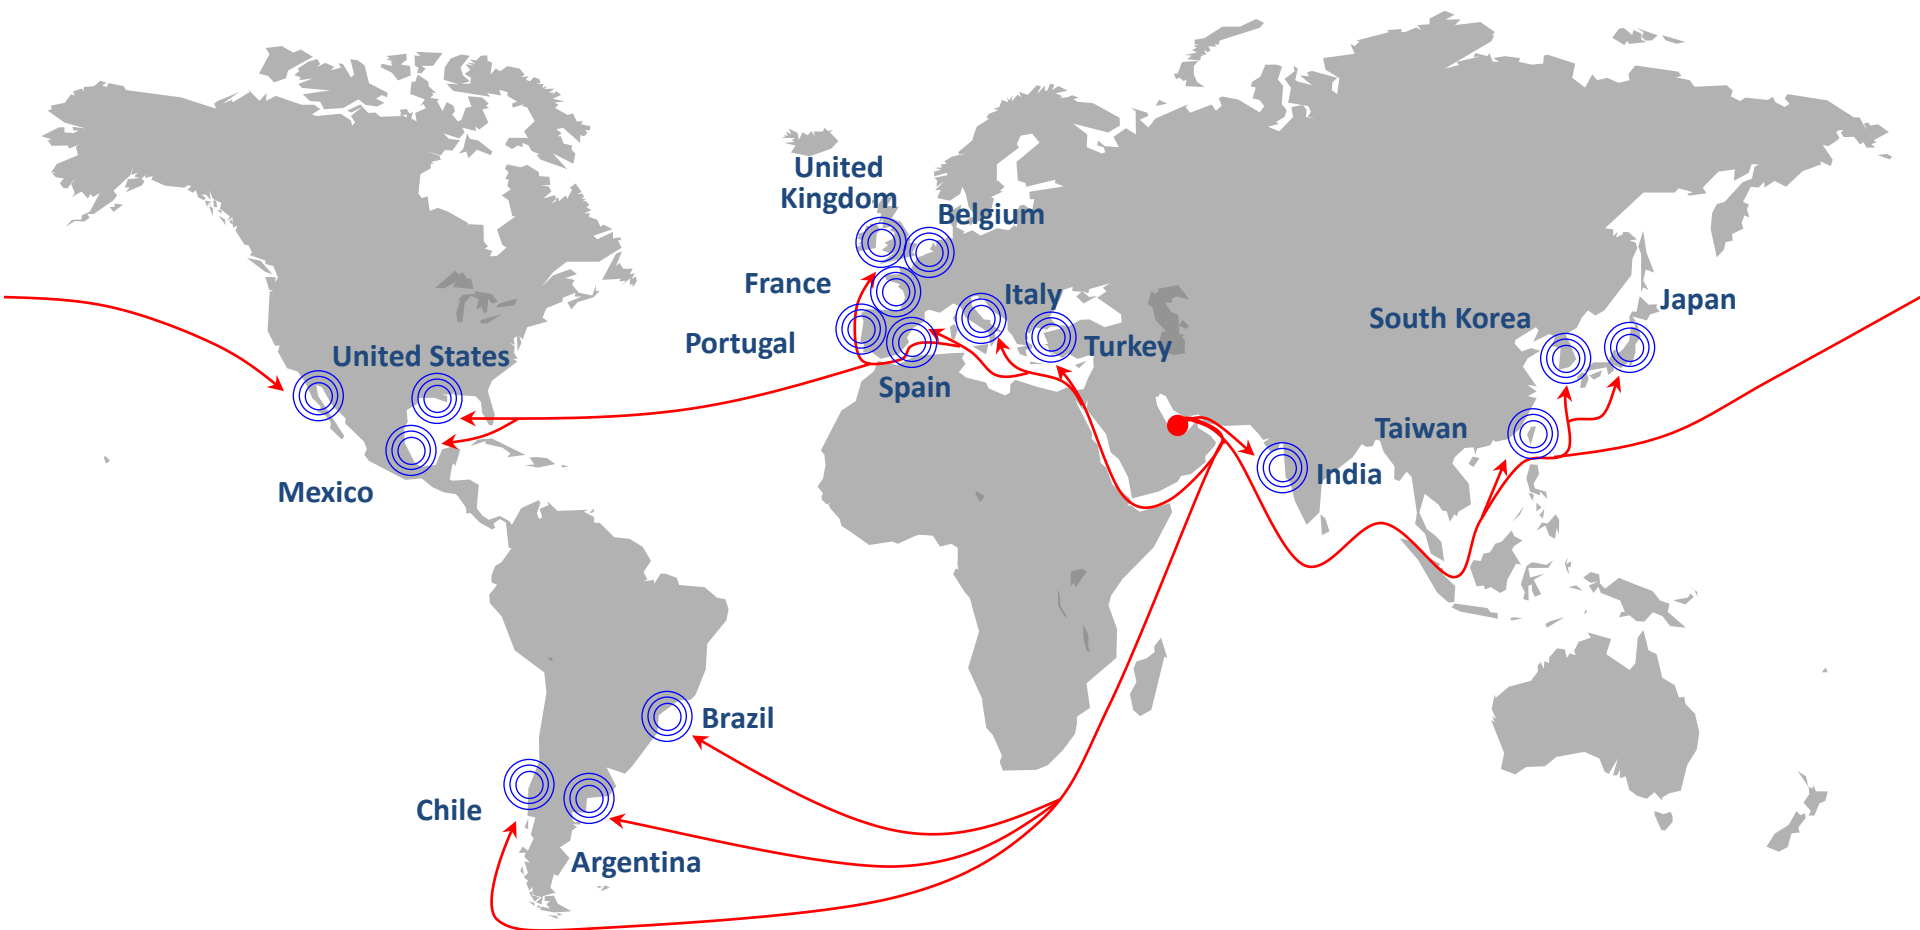 United
Kingdom
Belgium
France
Italy
Japan
South Korea
Portugal
Turkey
United States
Spain
Taiwan
India
Mexico
Brazil
Chile
Argentina